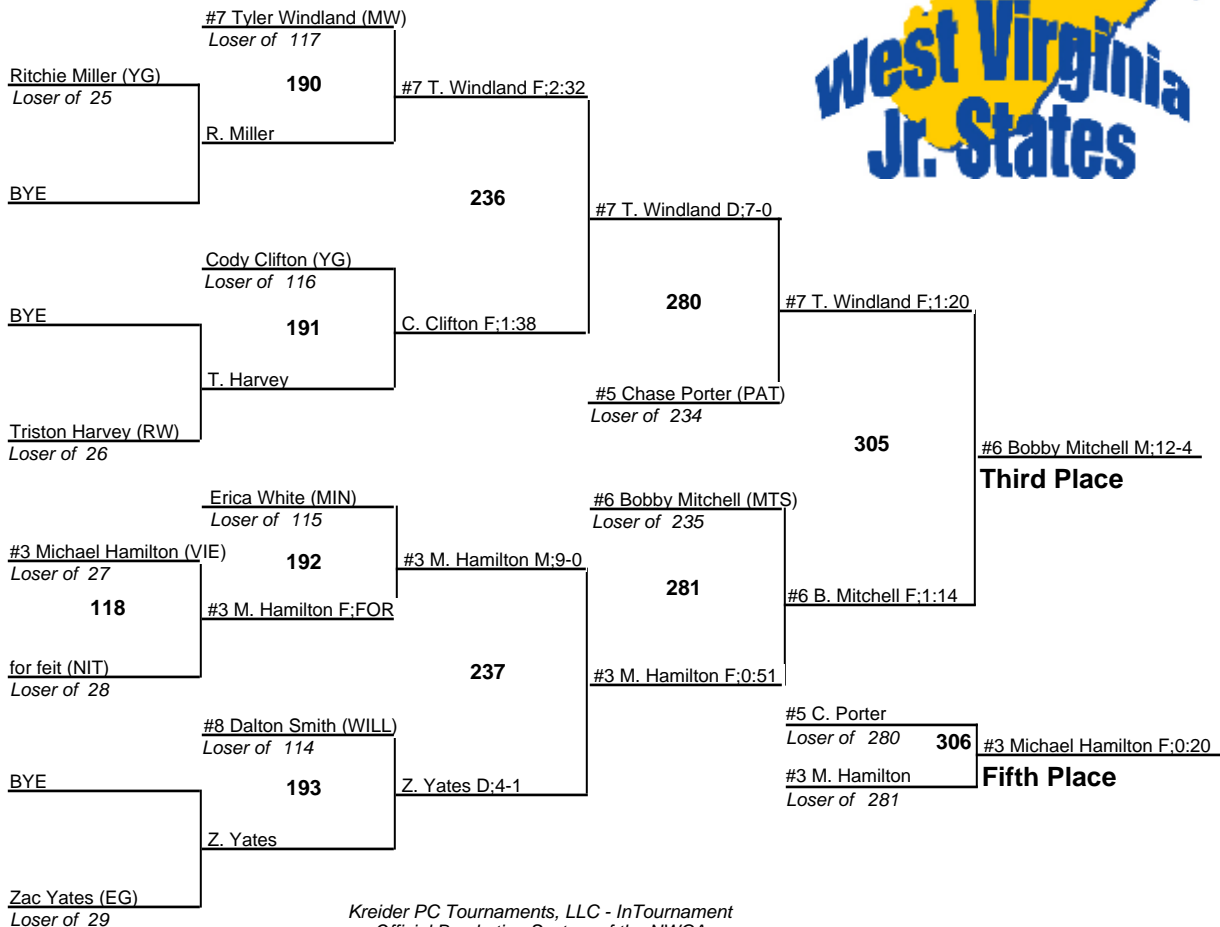 West Virginia
Jr. States
#7 Tyler Windland (MW)
Loser of 117
Ritchie Miller (YG)
Loser of 25
190
#7 T. Windland F;2:32
R. Miller
BYE
236
#7 T. Windland D;7-0
Cody Clifton (YG)
Loser of 116
BYE
191
C. Clifton F;1:38
280
#7 T. Windland F;1:20
T. Harvey
#5 Chase Porter (PAT)
Loser of 234
Triston Harvey (RW)
Loser of 26
305
#6 Bobby Mitchell M;12-4
Third Place
Erica White (MIN)
Loser of 115
#6 Bobby Mitchell (MTS)
Loser of 235
#3 Michael Hamilton (VIE)
Loser of 27
192
#3 M. Hamilton M;9-0
281
#6 B. Mitchell F;1:14
118
#3 M. Hamilton F;FOR
for feit (NIT)
Loser of 28
237
#3 M. Hamilton F;0:51
#8 Dalton Smith (WILL)
Loser of 114
#5 C. Porter
Loser of 280
306
#3 Michael Hamilton F;0:20
Fifth Place
#3 M. Hamilton
Loser of 281
BYE
193
Z. Yates D;4-1
Z. Yates
Zac Yates (EG)
Loser of 29
Kreider PC Tournaments, LLC - InTournament